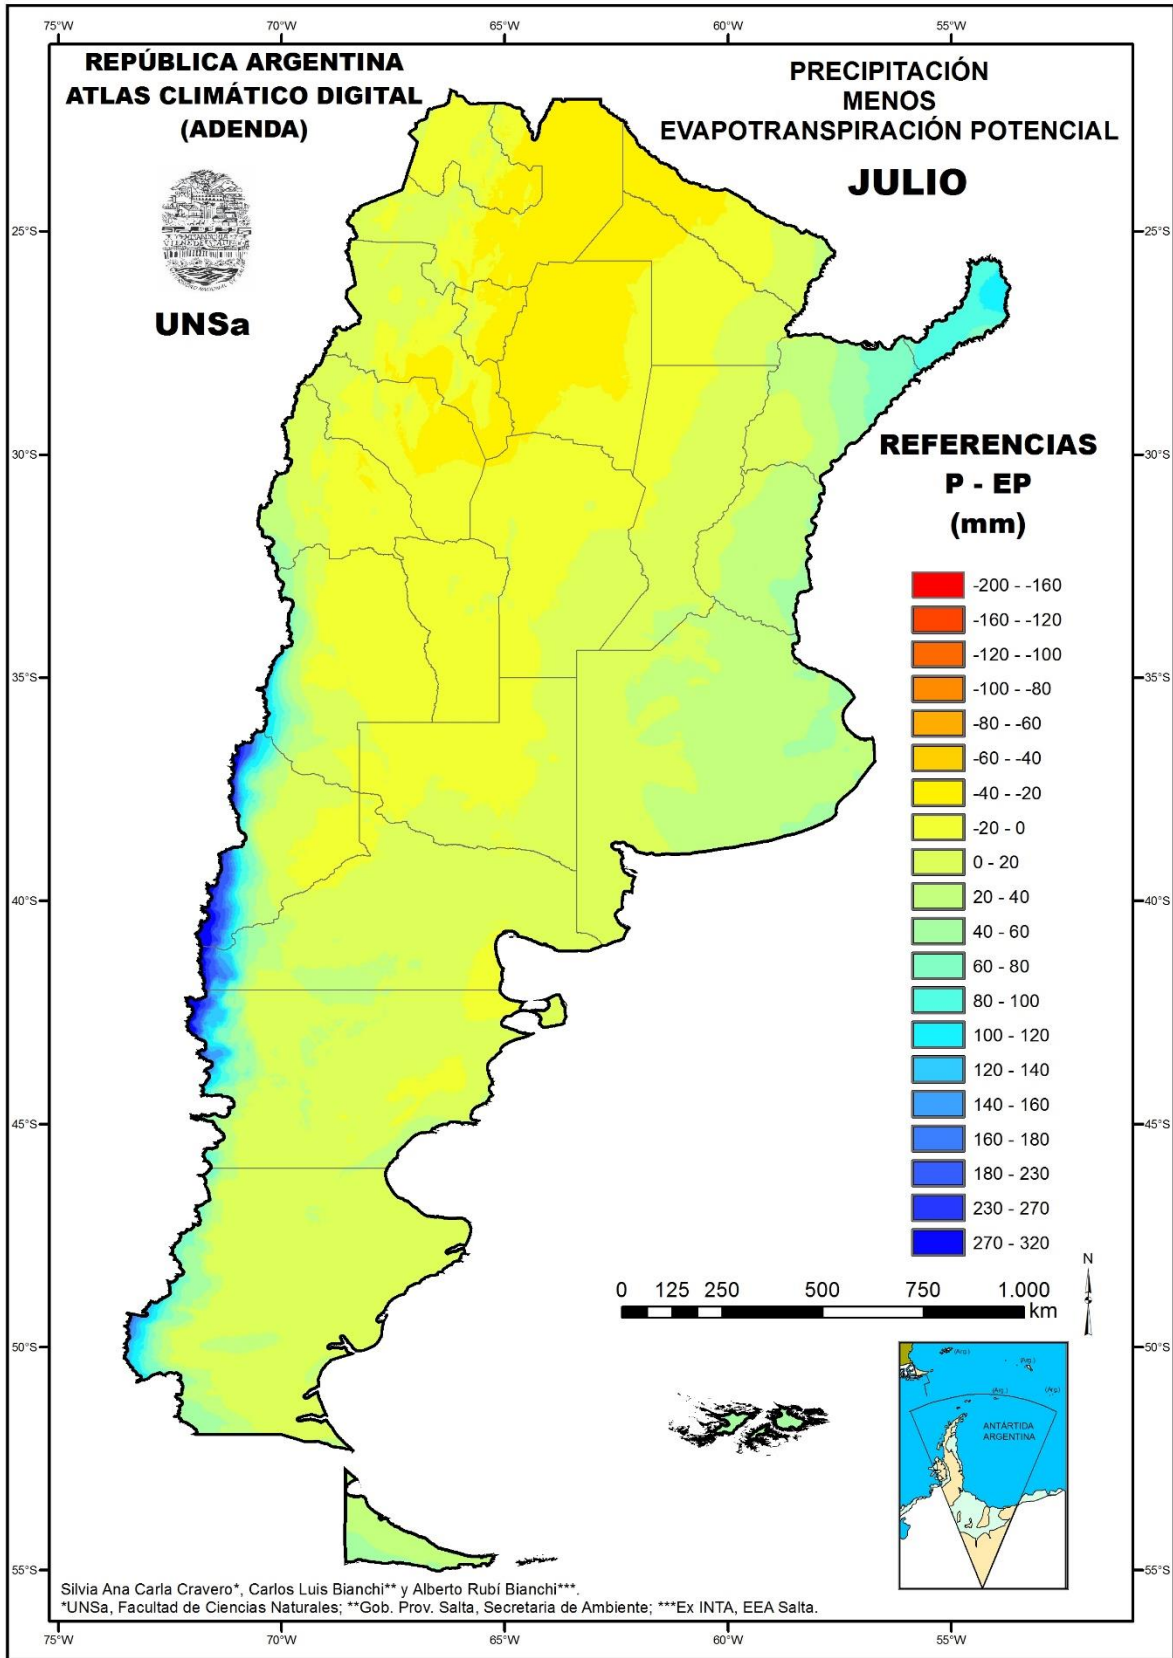 75°W 70°W 65°W 60°W 55°W
REPÚBLICA ARGENTINA
ATLAS CLIMÁTICO DIGITAL
(ADENDA)
PRECIPITACIÓN
MENOS
EVAPOTRANSPIRACIÓN POTENCIAL
JULIO
UNSa
25°S 25°S
30°S 30°S
35°S 35°S
40°S 40°S
45°S 45°S
50°S 50°S
55°S 55°S
REFERENCIAS
P - EP
(mm)
-200 - -160
-160 - -120
-120 - -100
-100 - -80
-80 - -60
-60 - -40
-40 - -20
-20 - 0
0 - 20
20 - 40
40 - 60
60 - 80
80 - 100
100 - 120
120 - 140
140 - 160
160 - 180
180 - 230
230 - 270
270 - 320
N
0 125 250 500 750 1.000
km
(Arg.)
(Arg.)
(Arg.)
(Arg.)
ANTÁRTIDA
ARGENTINA
Silvia Ana Carla Cravero*, Carlos Luis Bianchi** y Alberto Rubí Bianchi***.
*UNSa, Facultad de Ciencias Naturales; **Gob. Prov. Salta, Secretaria de Ambiente; ***Ex INTA, EEA Salta.
75°W 70°W 65°W 60°W 55°W